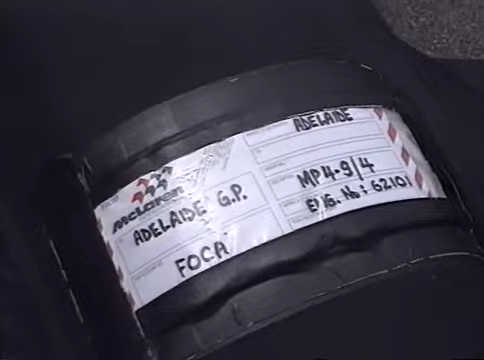 McLaren
ADELAIDE G.P.
FOCA
ADELAIDE
MP4-9/4
ENG. No: 62101